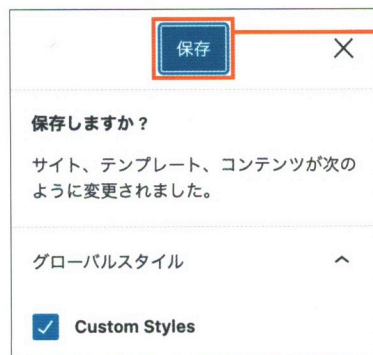 保存
保存しますか？
サイト、テンプレート、コンテンツが次の
ように変更されました。
グローバルスタイル
Custom Styles